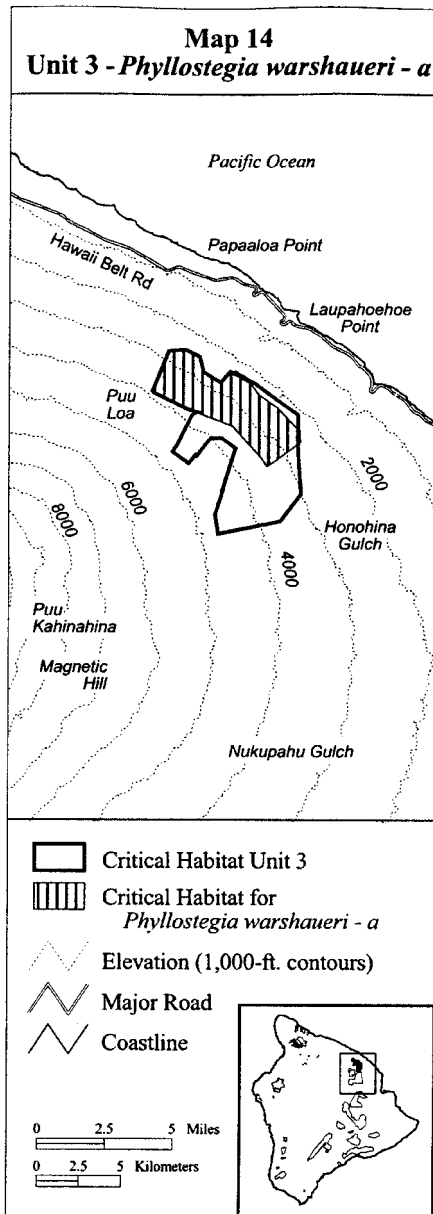 Map 14
Unit 3 - Phyllostegia warshaueri - a
Pacific Ocean
Papaaloa Point
Hawaii Belt Rd
Laupahoehoe
Point
Puu
Loa
2000
6000
Honohina
Gulch
8000
4000
Puu
Kahinahina
Magnetic
Hill
Nukupahu Gulch
Critical Habitat Unit 3
Critical Habitat for
Phyllostegia warshaueri - a
Elevation (1,000-ft. contours)
Major Road
Coastline
0 2.5 5 Miles
0 2.5 5 Kilometers